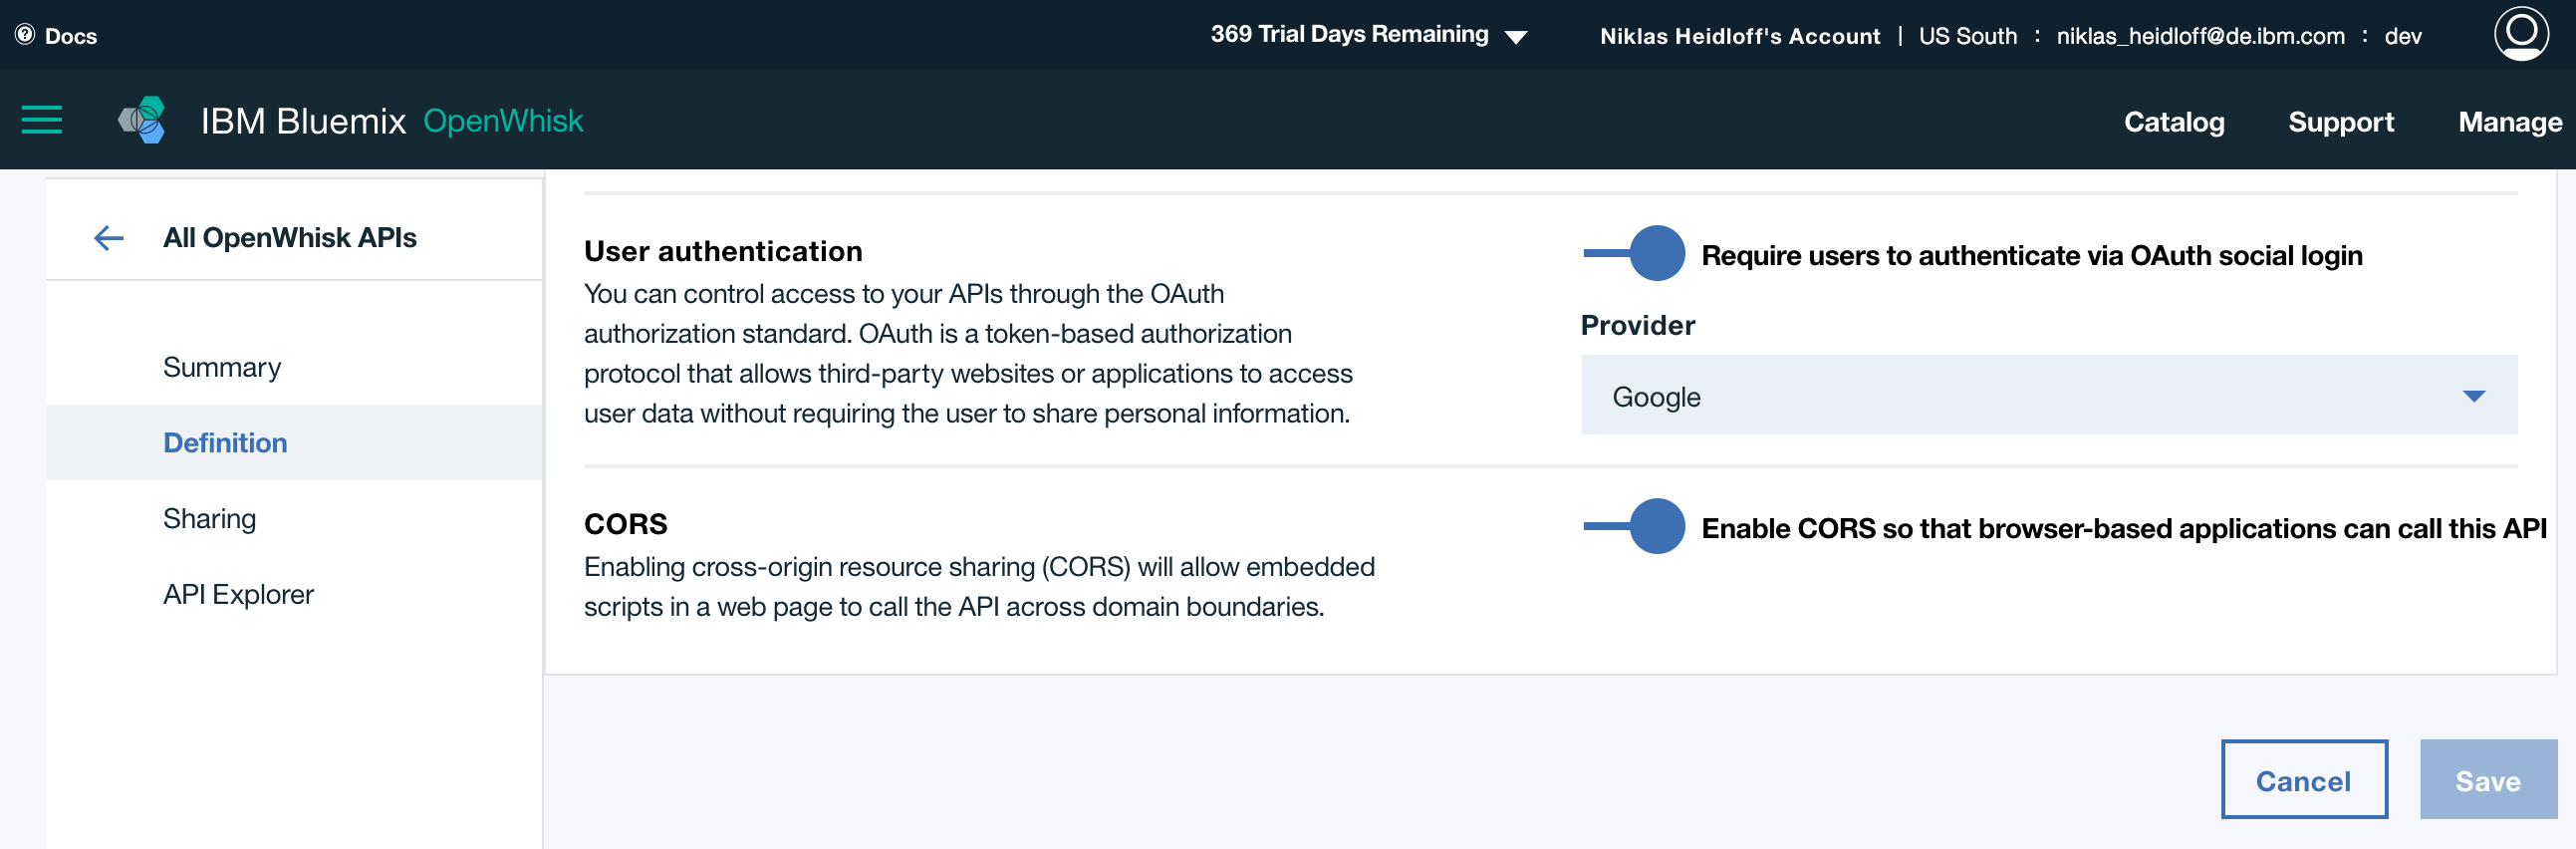 Docs
369 Trial Days Remaining
Niklas Heidloff's Account | US South : niklas_heidloff@de.ibm.com : dev
IBM Bluemix OpenWhisk
Catalog Support Manage
All OpenWhisk APIs
Summary
Definition
Sharing
API Explorer
User authentication
You can control access to your APIs through the OAuth
authorization standard. OAuth is a token-based authorization
protocol that allows third-party websites or applications to access
user data without requiring the user to share personal information.
Require users to authenticate via OAuth social login
Provider
Google
CORS
Enabling cross-origin resource sharing (CORS) will allow embedded
scripts in a web page to call the API across domain boundaries.
Enable CORS so that browser-based applications can call this API
Cancel
Save